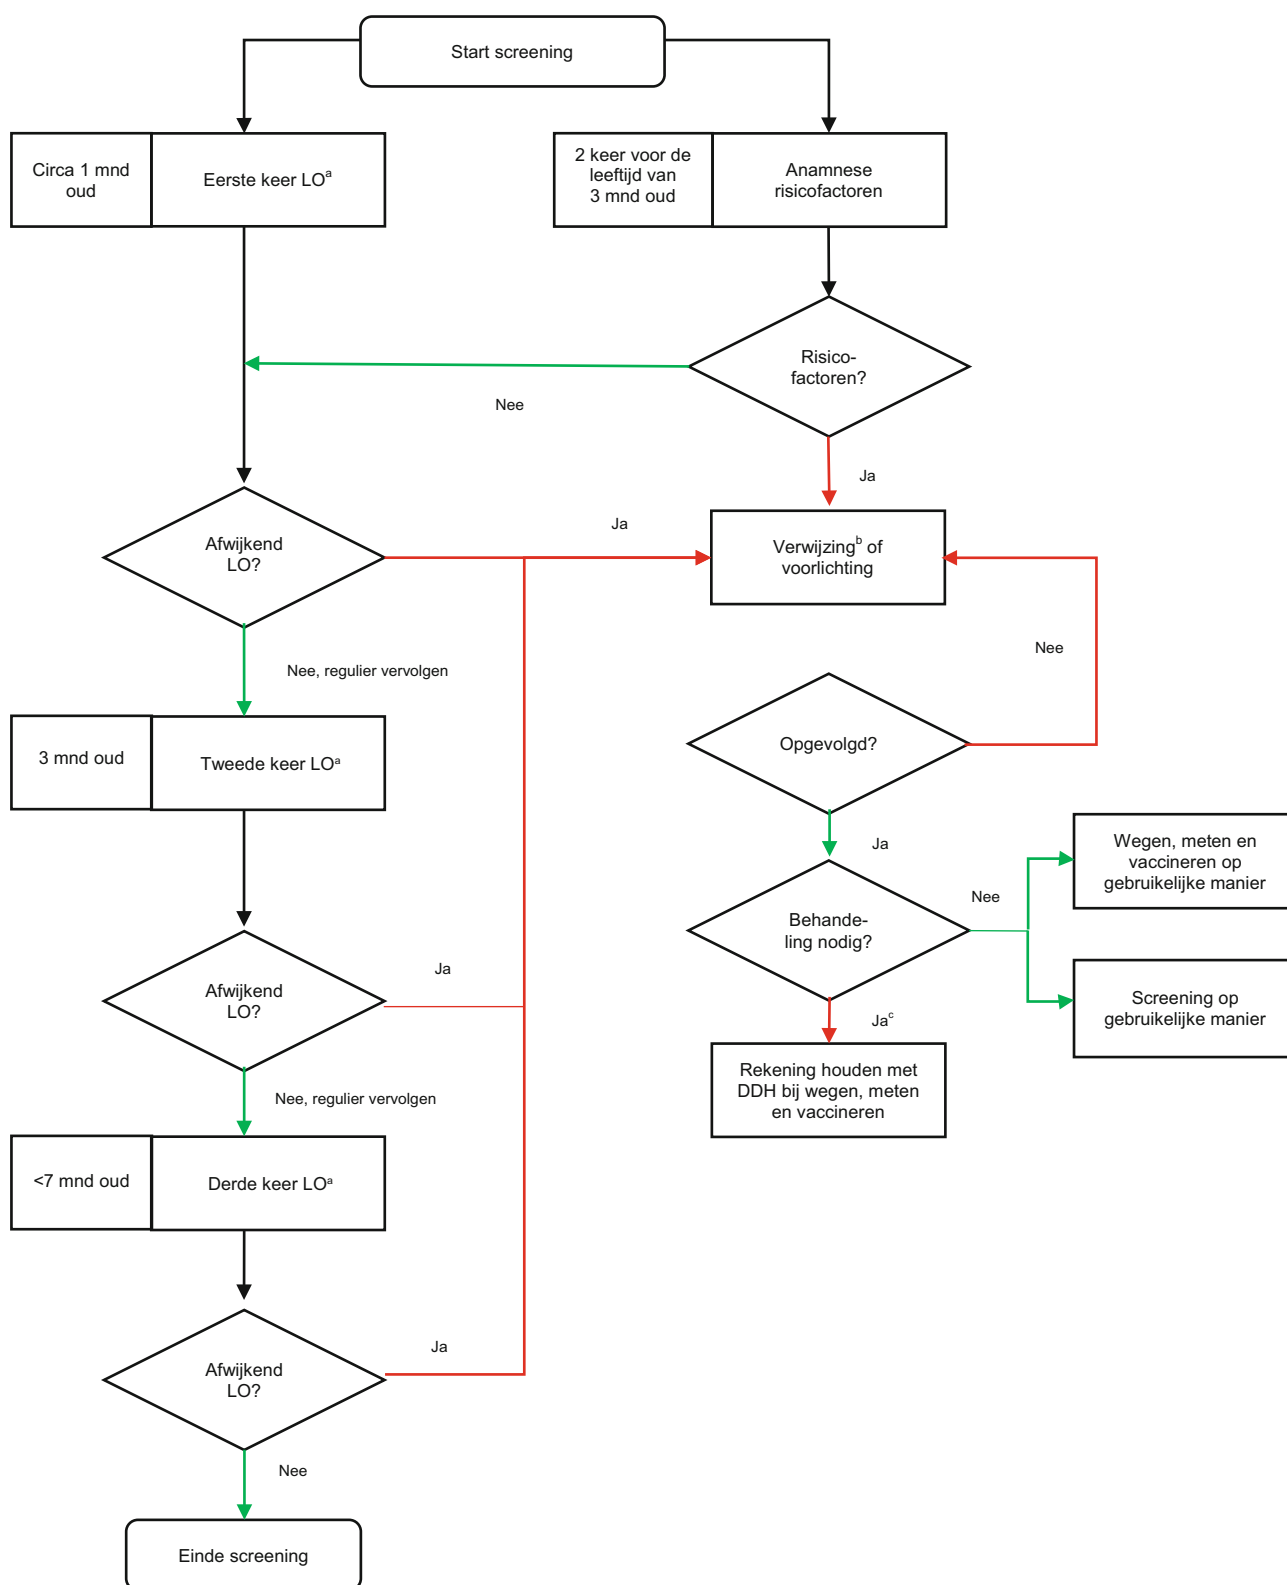 Start screening
Circa 1 mnd
oud
Eerste keer LOᵃ
2 keer voor de
leeftijd van
3 mnd oud
Anamnese
risicofactoren
Risico-
factoren?
Nee
Ja
Afwijkend
LO?
Ja
Verwijzingᵇ of
voorlichting
Nee, regulier vervolgen
Nee
3 mnd oud
Tweede keer LOᵃ
Opgevolgd?
Ja
Wegen, meten en
vaccineren op
gebruikelijke manier
Behande-
ling nodig?
Nee
Afwijkend
LO?
Ja
Screening op
gebruikelijke manier
Jaᶜ
Rekening houden met
DDH bij wegen, meten
en vaccineren
Nee, regulier vervolgen
<7 mnd oud
Derde keer LOᵃ
Afwijkend
LO?
Ja
Nee
Einde screening